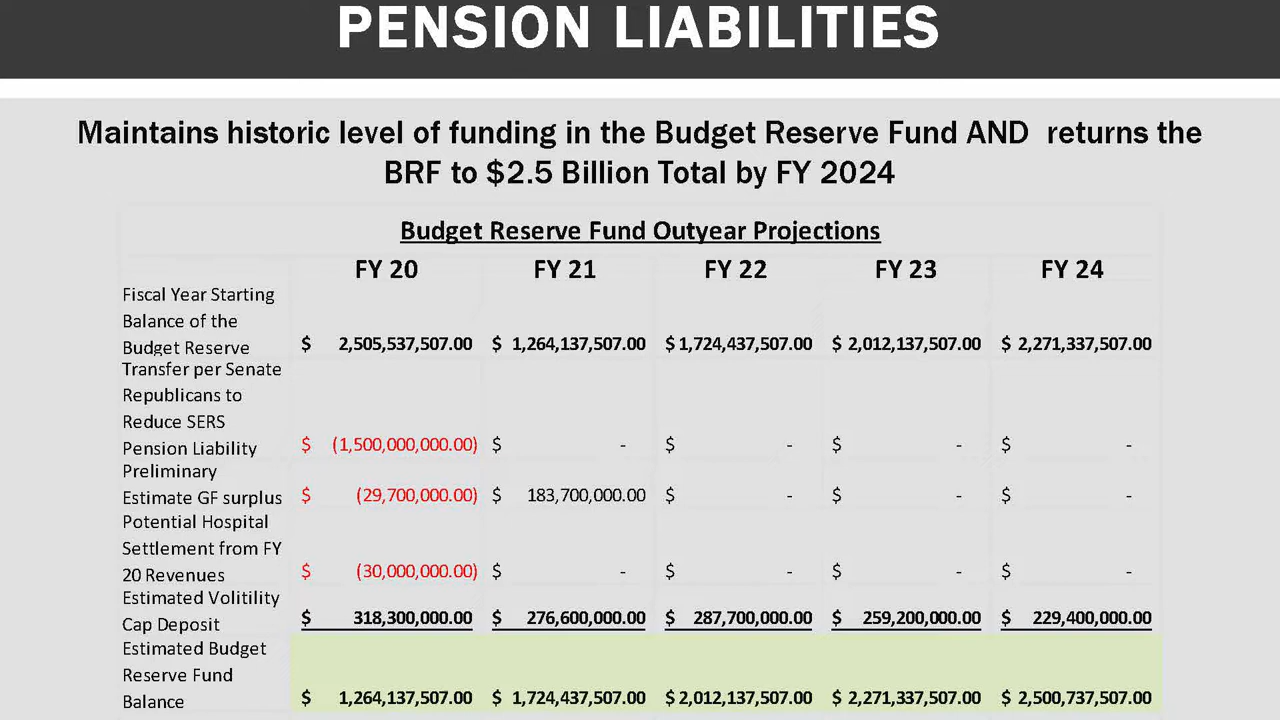 PENSION LIABILITIES
Maintains historic level of funding in the Budget Reserve Fund AND returns the
BRF to $2.5 Billion Total by FY 2024
Budget Reserve Fund Outyear Projections
FY 20 FY 21 FY 22 FY 23 FY 24
Fiscal Year Starting
Balance of the
Budget Reserve $ 2,505,537,507.00 $ 1,264,137,507.00 $ 1,724,437,507.00 $ 2,012,137,507.00 $ 2,271,337,507.00
Transfer per Senate
Republicans to
Reduce SERS
Pension Liability $ (1,500,000,000.00) $ - $ - $ - $ -
Preliminary
Estimate GF surplus $ (29,700,000.00) $ 183,700,000.00 $ - $ - $ -
Potential Hospital
Settlement from FY
20 Revenues $ (30,000,000.00) $ - $ - $ - $ -
Estimated Volitility
Cap Deposit $ 318,300,000.00 $ 276,600,000.00 $ 287,700,000.00 $ 259,200,000.00 $ 229,400,000.00
Estimated Budget
Reserve Fund
Balance $ 1,264,137,507.00 $ 1,724,437,507.00 $ 2,012,137,507.00 $ 2,271,337,507.00 $ 2,500,737,507.00